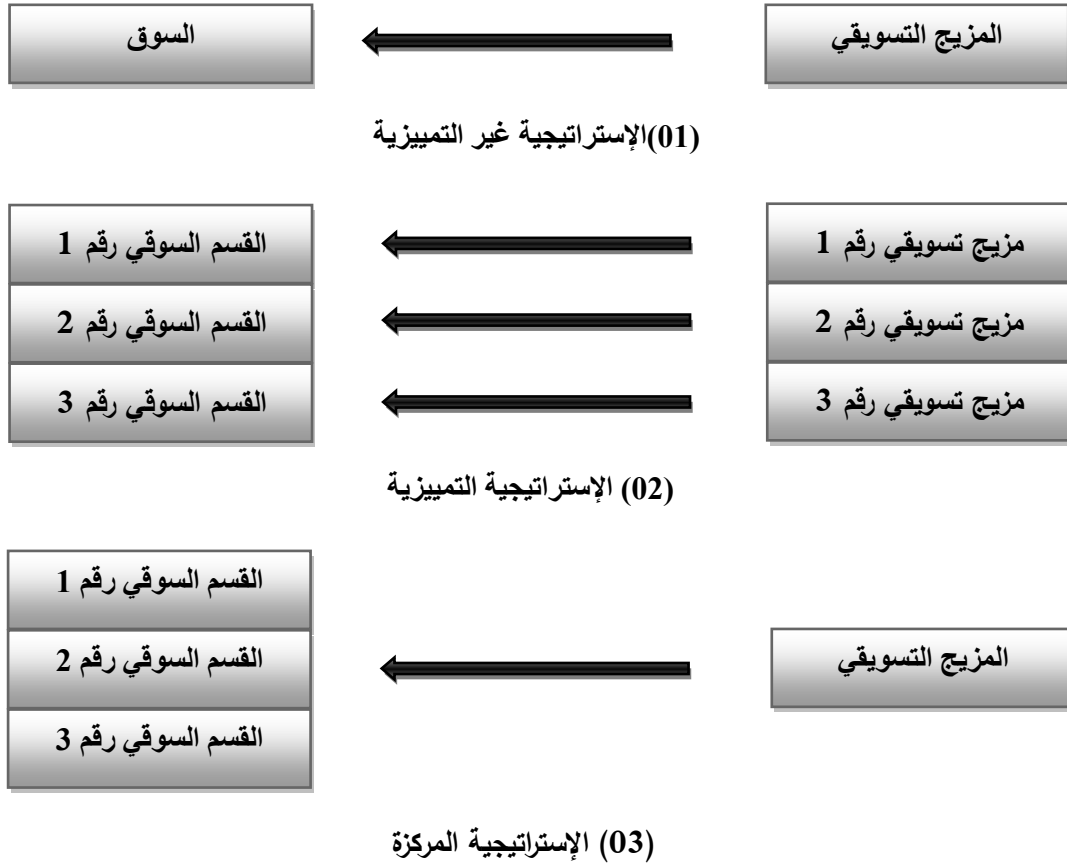 المزيج التسويقي
السوق
(01)الإستراتيجية غير التمييزية
مزيج تسويقي رقم 1
القسم السوقي رقم 1
مزيج تسويقي رقم 2
القسم السوقي رقم 2
مزيج تسويقي رقم 3
القسم السوقي رقم 3
(02) الإستراتيجية التمييزية
القسم السوقي رقم 1
المزيج التسويقي
القسم السوقي رقم 2
القسم السوقي رقم 3
(03) الإستراتيجية المركزة